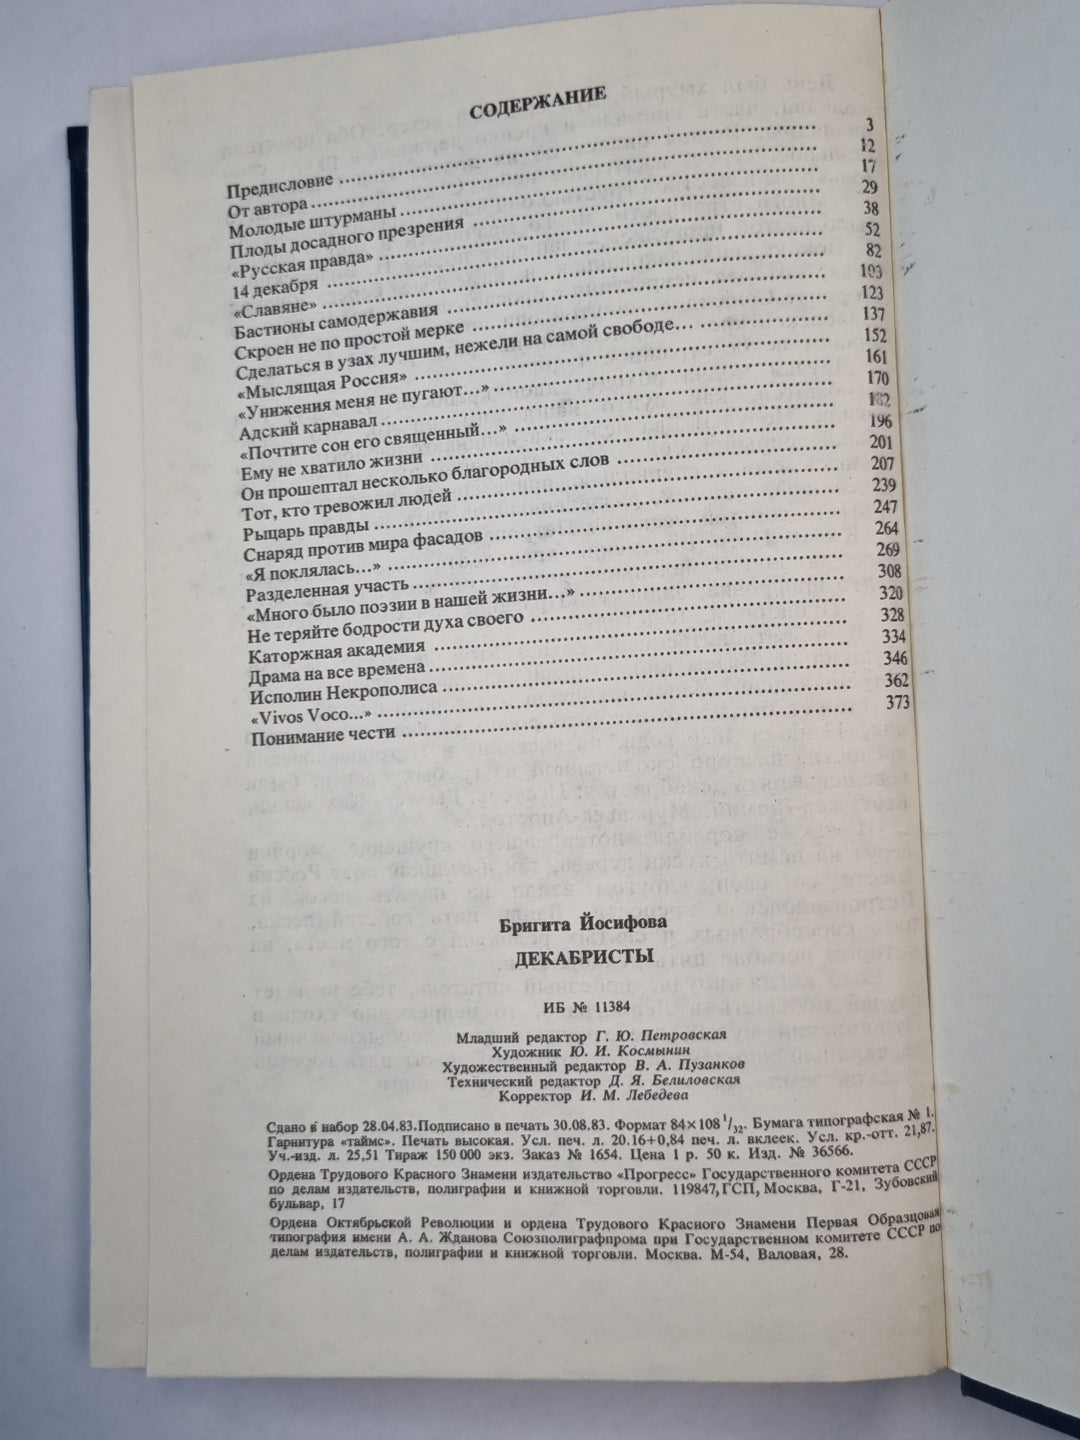 СОДЕРЖАНИЕ
Предисловие ........ 3
От автора ........ 12
Молодые штурманы ........ 17
Плоды досадного презрения ........ 29
«Русская правда» ........ 38
14 декабря ........ 52
«Славяне» ........ 82
Бастионы самодержавия ........ 103
Скроен не по простой мерке ........ 123
Сделаться в узах лучшим, нежели на самой свободе... ........ 137
«Мыслящая Россия» ........ 152
«Унижения меня не пугают...» ........ 161
Адский карнавал ........ 170
«Почтите сон его священный...» ........ 182
Ему не хватило жизни ........ 196
Он прошептал несколько благородных слов ........ 201
Тот, кто тревожил людей ........ 207
Рыцарь правды ........ 239
Снаряд против мира фасадов ........ 247
«Я поклялась...» ........ 264
Разделенная участь ........ 269
«Много было поэзии в нашей жизни...» ........ 308
Не теряйте бодрости духа своего ........ 320
Каторжная академия ........ 328
Драма на все времена ........ 334
Исполин Некрополиса ........ 346
«Vivos Voco...» ........ 362
Понимание чести ........ 373
Бригита Йосифова
ДЕКАБРИСТЫ
ИБ № 11384
Младший редактор Г. Ю. Петровская
Художник Ю. И. Космынин
Художественный редактор В. А. Пузанков
Технический редактор Д. Я. Белиловская
Корректор И. М. Лебедева
Сдано в набор 28.04.83.Подписано в печать 30.08.83. Формат 84×108 1/32. Бумага типографская № 1.
Гарнитура «таймс». Печать высокая. Усл. печ. л. 20.16+0,84 печ. л. вклеек. Усл. кр.-отт. 21,87.
Уч.-изд. л. 25,51 Тираж 150 000 экз. Заказ № 1654. Цена 1 р. 50 к. Изд. № 36566.
Ордена Трудового Красного Знамени издательство «Прогресс» Государственного комитета СССР
по делам издательств, полиграфии и книжной торговли. 119847, ГСП, Москва, Г-21, Зубовский
бульвар, 17
Ордена Октябрьской Революции и ордена Трудового Красного Знамени Первая Образцовая
типография имени А. А. Жданова Союзполиграфпрома при Государственном комитете СССР по
делам издательств, полиграфии и книжной торговли. Москва. М-54, Валовая, 28.